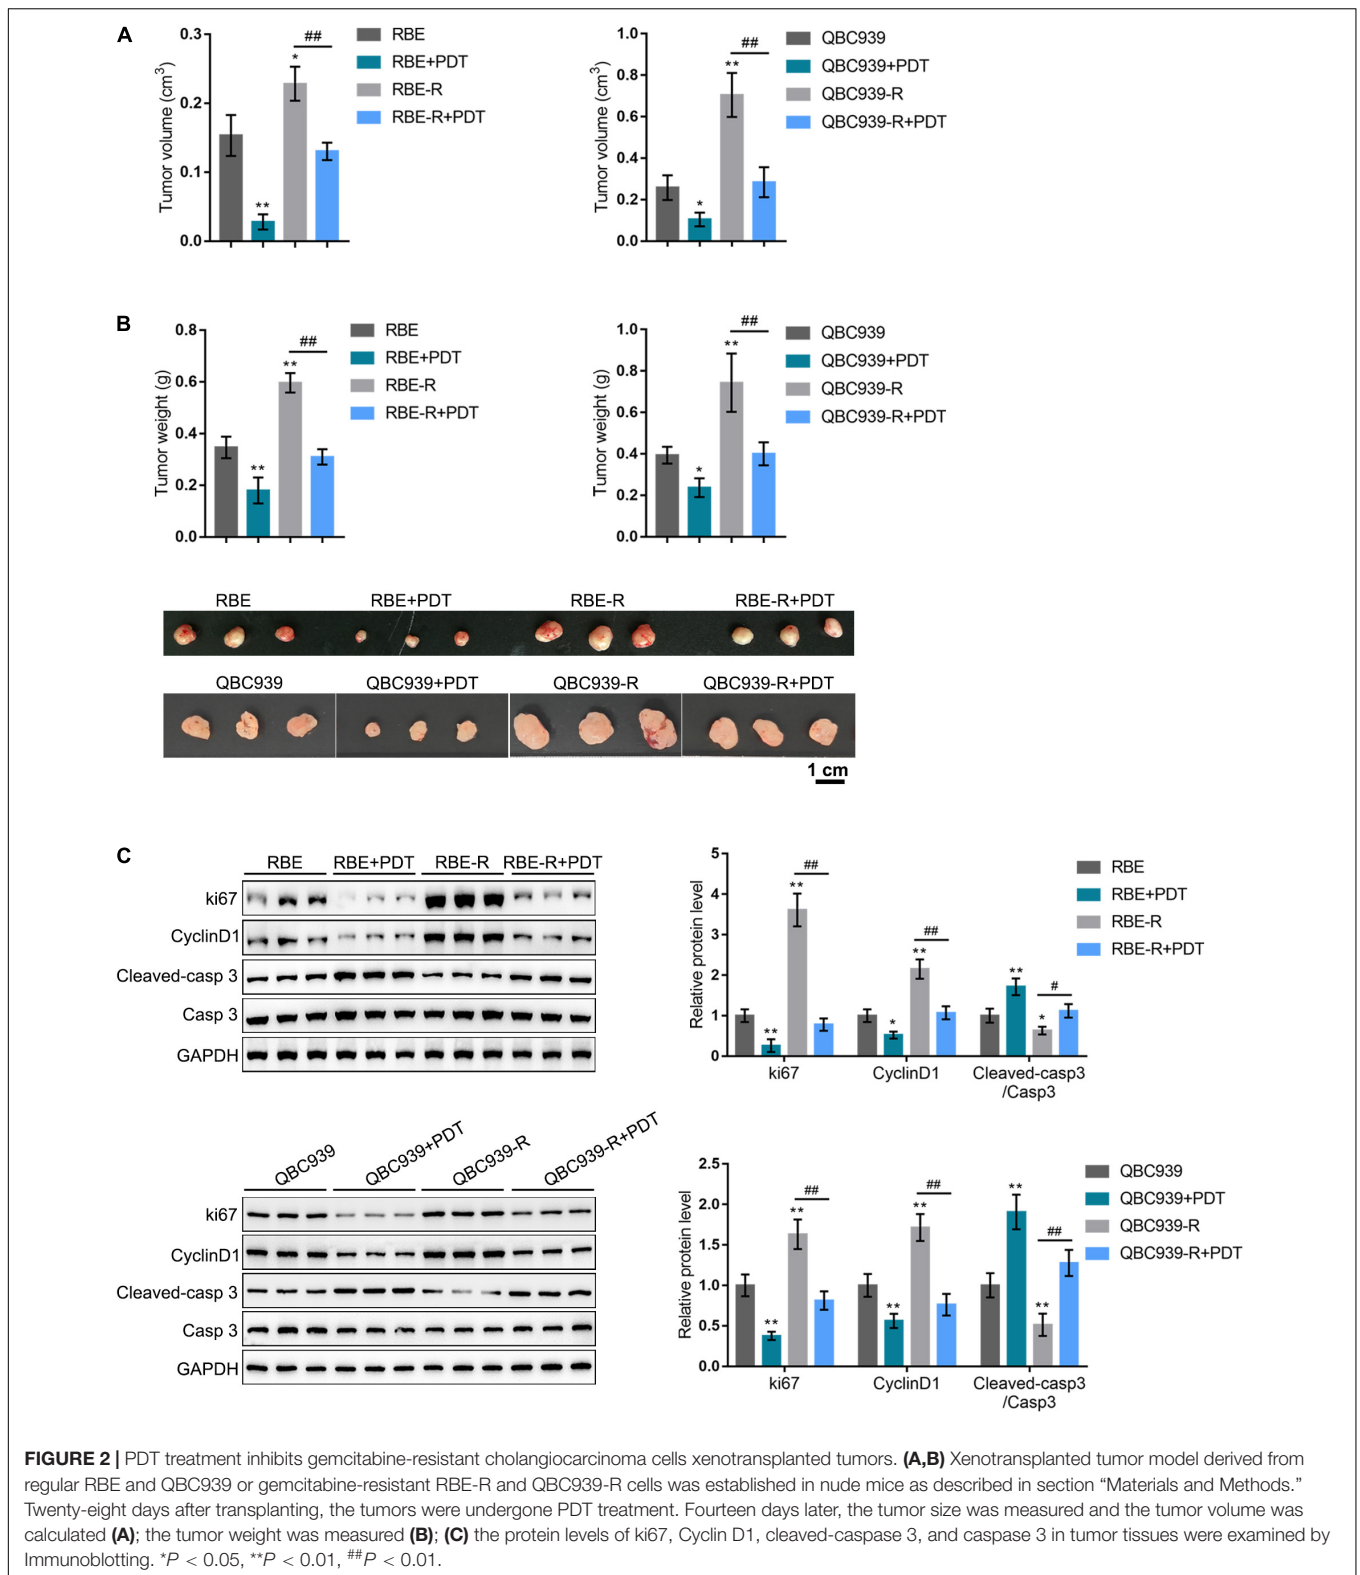 A
0.3
0.2
0.1
0.0
Tumor volume (cm³)
**
*
##
RBE
RBE+PDT
RBE-R
RBE-R+PDT
1.0
0.8
0.6
0.4
0.2
0.0
Tumor volume (cm³)
*
**
##
QBC939
QBC939+PDT
QBC939-R
QBC939-R+PDT
B
0.8
0.6
0.4
0.2
0.0
Tumor weight (g)
**
**
##
RBE
RBE+PDT
RBE-R
RBE-R+PDT
1.0
0.8
0.6
0.4
0.2
0.0
Tumor weight (g)
*
**
##
QBC939
QBC939+PDT
QBC939-R
QBC939-R+PDT
RBE RBE+PDT RBE-R RBE-R+PDT
QBC939 QBC939+PDT QBC939-R QBC939-R+PDT
1 cm
C
RBE RBE+PDT RBE-R RBE-R+PDT
ki67
CyclinD1
Cleaved-casp 3
Casp 3
GAPDH
5
4
3
2
1
0
Relative protein level
**
**
##
*
**
##
**
*
#
ki67 CyclinD1 Cleaved-casp3
/Casp3
RBE
RBE+PDT
RBE-R
RBE-R+PDT
QBC939 QBC939+PDT QBC939-R QBC939-R+PDT
ki67
CyclinD1
Cleaved-casp 3
Casp 3
GAPDH
2.5
2.0
1.5
1.0
0.5
0.0
Relative protein level
**
**
##
**
**
##
**
**
##
ki67 CyclinD1 Cleaved-casp3
/Casp3
QBC939
QBC939+PDT
QBC939-R
QBC939-R+PDT
FIGURE 2 | PDT treatment inhibits gemcitabine-resistant cholangiocarcinoma cells xenotransplanted tumors. (A,B) Xenotransplanted tumor model derived from
regular RBE and QBC939 or gemcitabine-resistant RBE-R and QBC939-R cells was established in nude mice as described in section “Materials and Methods.”
Twenty-eight days after transplanting, the tumors were undergone PDT treatment. Fourteen days later, the tumor size was measured and the tumor volume was
calculated (A); the tumor weight was measured (B); (C) the protein levels of ki67, Cyclin D1, cleaved-caspase 3, and caspase 3 in tumor tissues were examined by
Immunoblotting. *P < 0.05, **P < 0.01, ##P < 0.01.